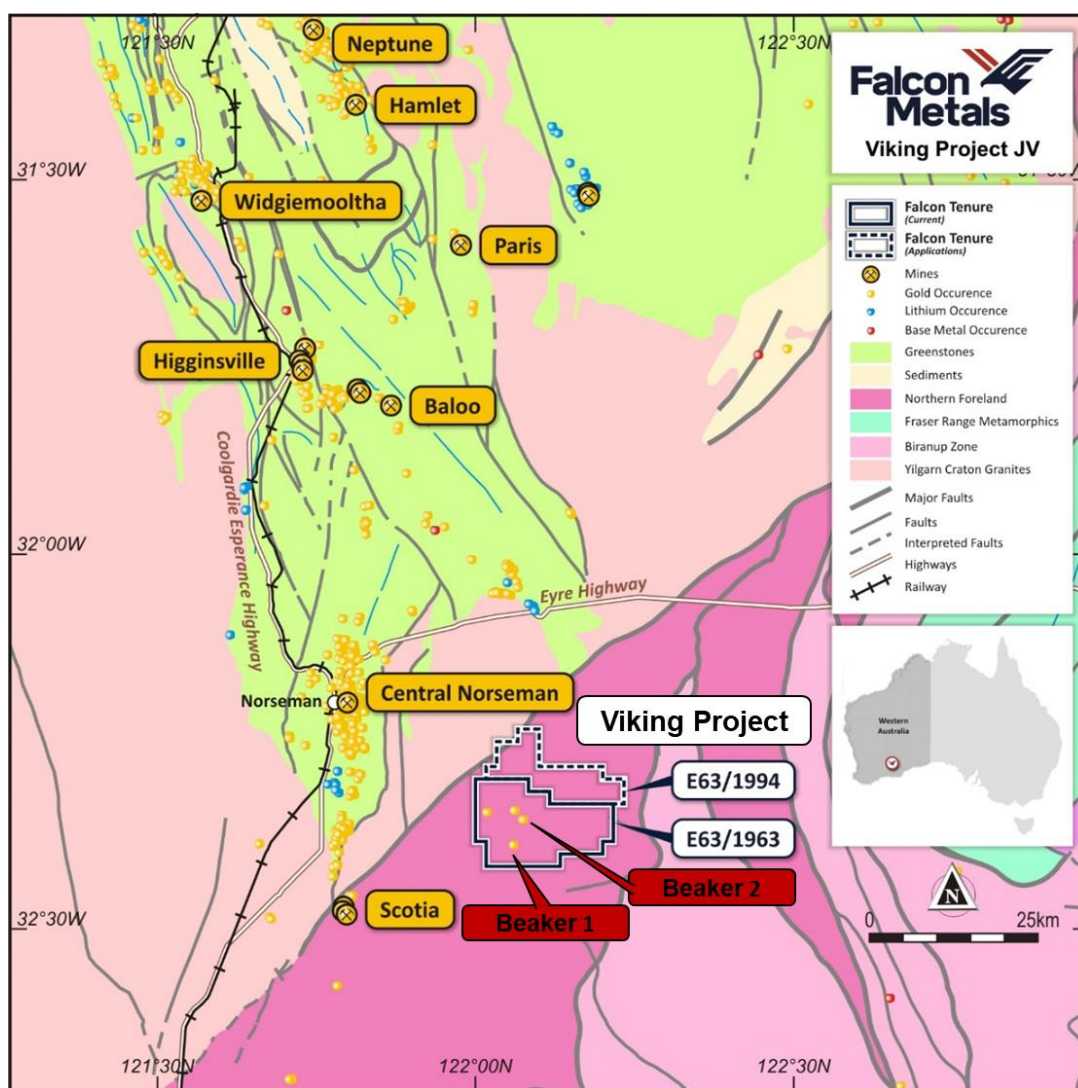 121°30N
122°30N
Neptune
Hamlet
31°30W
Widgiemooltha
Paris
Higginsville
Baloo
Coolgardie Esperance Highway
32°00W
Eyre Highway
Norseman
Central Norseman
Viking Project
E63/1994
E63/1963
Beaker 2
Beaker 1
Scotia
32°30W
121°30N
122°00N
122°30N
Falcon
Metals
Viking Project JV
Falcon Tenure
(Current)
Falcon Tenure
(Applications)
Mines
Gold Occurence
Lithium Occurence
Base Metal Occurence
Greenstones
Sediments
Northern Foreland
Fraser Range Metamorphics
Biranup Zone
Yilgarn Craton Granites
Major Faults
Faults
Interpreted Faults
Highways
Railway
Western
Australia
N
0
25km